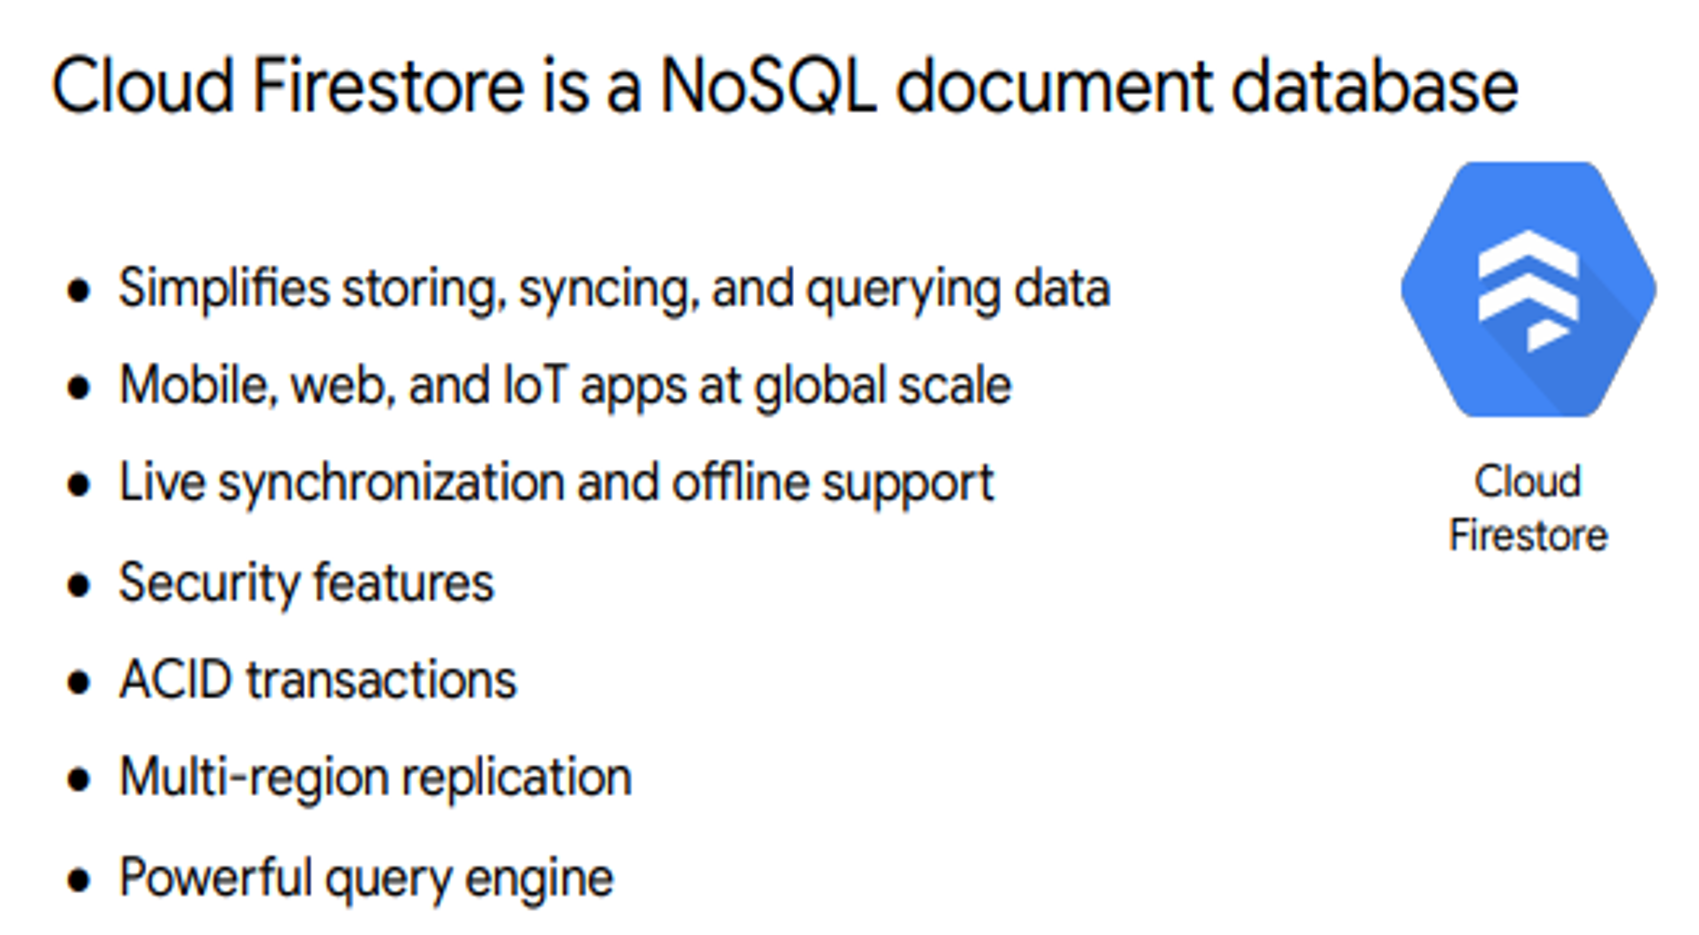 Cloud Firestore is a NoSQL document database
● Simplifies storing, syncing, and querying data
● Mobile, web, and IoT apps at global scale
● Live synchronization and offline support
● Security features
● ACID transactions
● Multi-region replication
● Powerful query engine
Cloud
Firestore